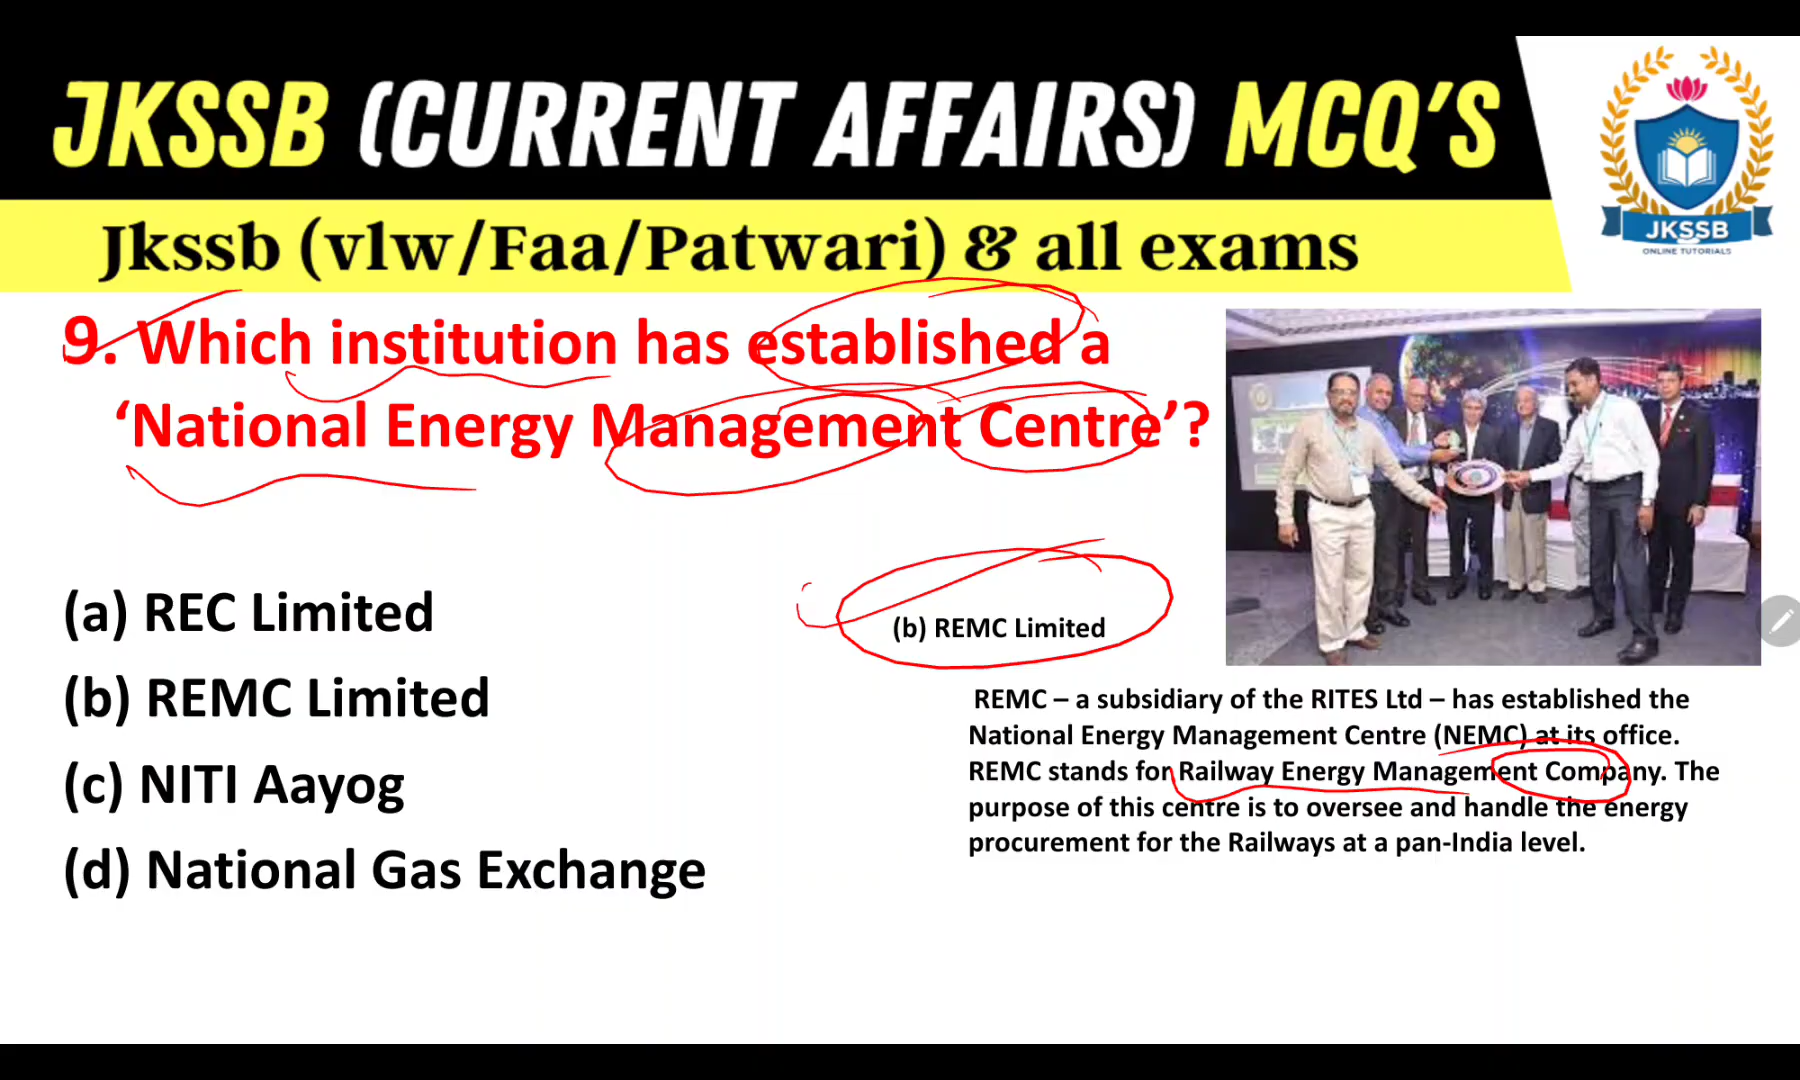 JKSSB (CURRENT AFFAIRS) MCQ'S
Jkssb (vlw/Faa/Patwari) & all exams
JKSSB
ONLINE TUTORIALS
9. Which institution has established a
‘National Energy Management Centre’?
(a) REC Limited
(b) REMC Limited
(c) NITI Aayog
(d) National Gas Exchange
(b) REMC Limited
REMC – a subsidiary of the RITES Ltd – has established the
National Energy Management Centre (NEMC) at its office.
REMC stands for Railway Energy Management Company. The
purpose of this centre is to oversee and handle the energy
procurement for the Railways at a pan-India level.